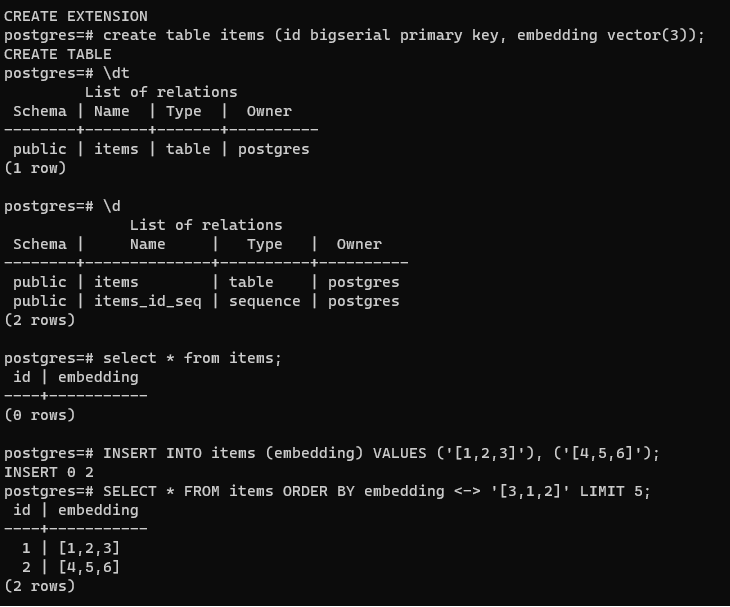 CREATE EXTENSION
postgres=# create table items (id bigserial primary key, embedding vector(3));
CREATE TABLE
postgres=# \dt
         List of relations
 Schema | Name  | Type  |  Owner
--------+-------+-------+----------
 public | items | table | postgres
(1 row)

postgres=# \d
              List of relations
 Schema |     Name     |   Type   |  Owner
--------+--------------+----------+----------
 public | items        | table    | postgres
 public | items_id_seq | sequence | postgres
(2 rows)

postgres=# select * from items;
 id | embedding
----+-----------
(0 rows)

postgres=# INSERT INTO items (embedding) VALUES ('[1,2,3]'), ('[4,5,6]');
INSERT 0 2
postgres=# SELECT * FROM items ORDER BY embedding <-> '[3,1,2]' LIMIT 5;
 id | embedding
----+-----------
  1 | [1,2,3]
  2 | [4,5,6]
(2 rows)